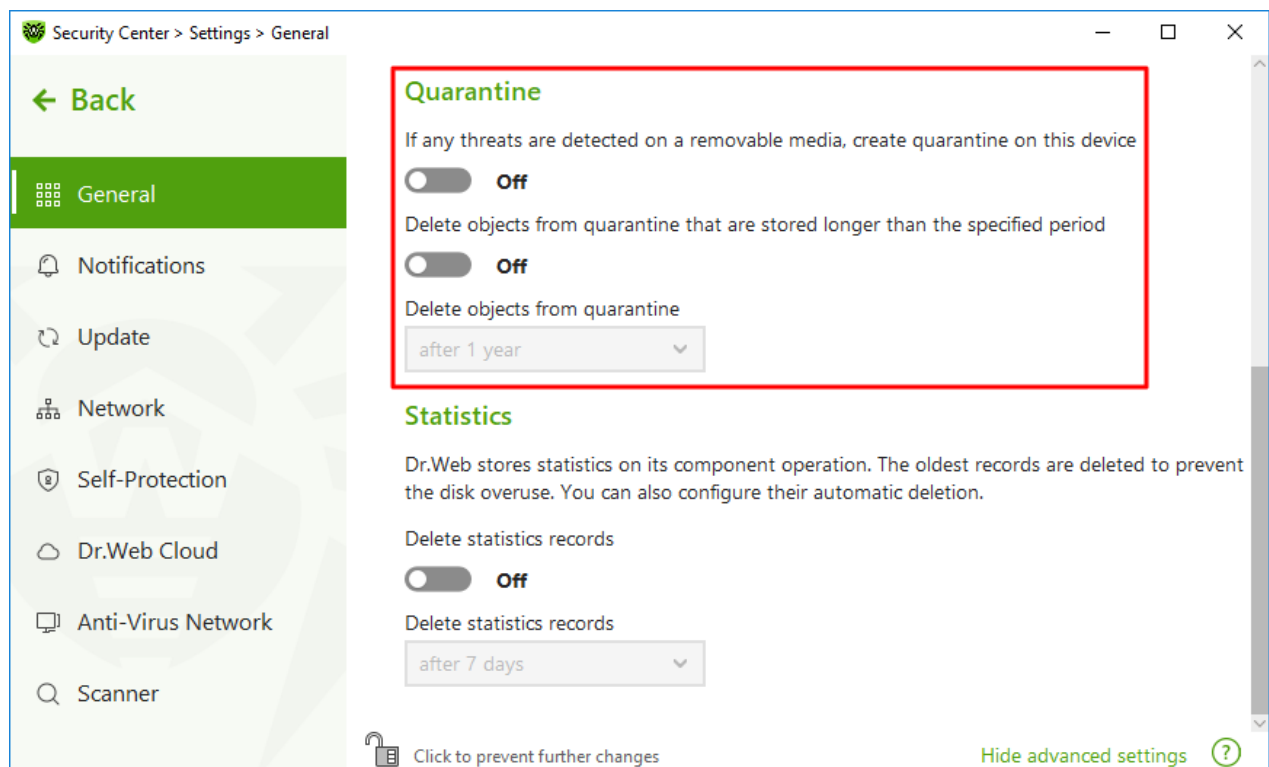 Security Center > Settings > General
Back
General
Notifications
Update
Network
Self-Protection
Dr.Web Cloud
Anti-Virus Network
Scanner
Quarantine
If any threats are detected on a removable media, create quarantine on this device
Off
Delete objects from quarantine that are stored longer than the specified period
Off
Delete objects from quarantine
after 1 year
Statistics
Dr.Web stores statistics on its component operation. The oldest records are deleted to prevent
the disk overuse. You can also configure their automatic deletion.
Delete statistics records
Off
Delete statistics records
after 7 days
Click to prevent further changes
Hide advanced settings
?